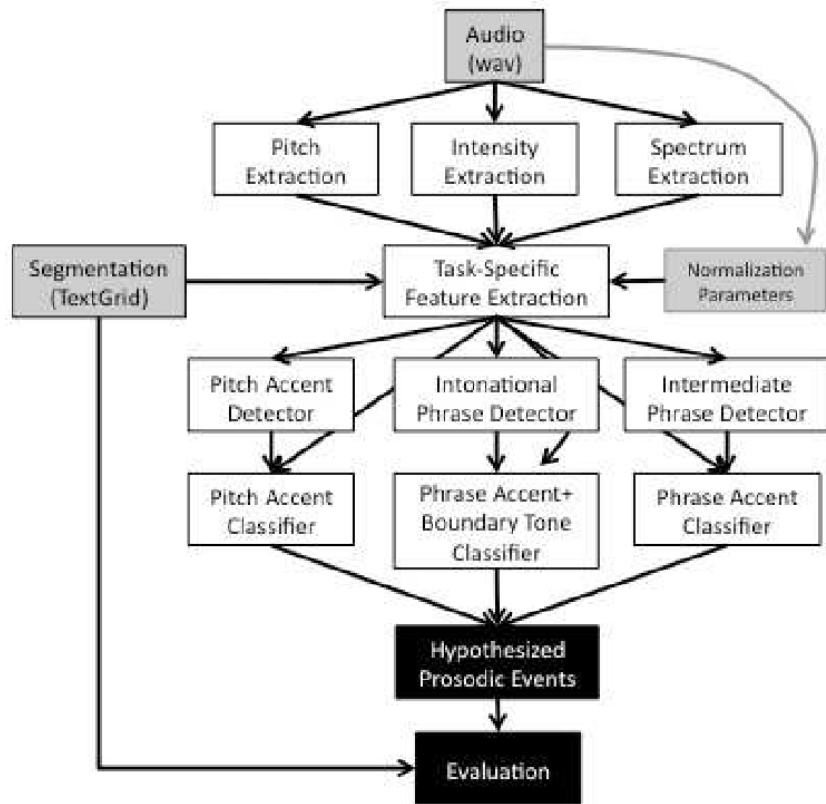 Audio
(wav)
Pitch
Extraction
Intensity
Extraction
Spectrum
Extraction
Segmentation
(TextGrid)
Task-Specific
Feature Extraction
Normalization
Parameters
Pitch Accent
Detector
Intonational
Phrase Detector
Intermediate
Phrase Detector
Pitch Accent
Classifier
Phrase Accent+
Boundary Tone
Classifier
Phrase Accent
Classifier
Hypothesized
Prosodic Events
Evaluation